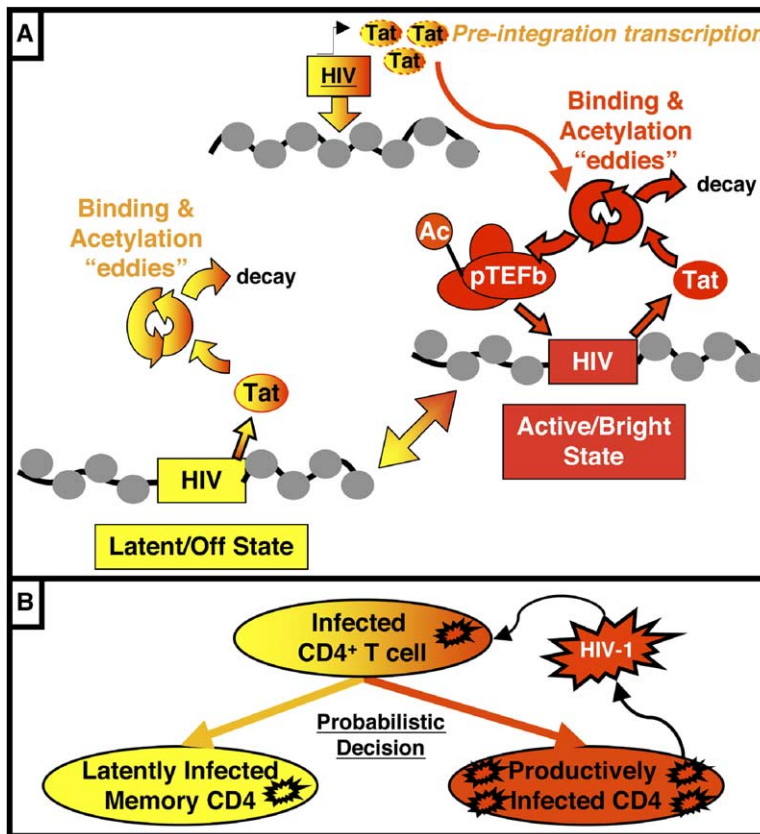 A
Tat Tat
Tat
Pre-integration transcription
HIV
Binding &
Acetylation
“eddies”
decay
Ac
pTEFb
Tat
HIV
Active/Bright
State
Binding &
Acetylation
“eddies”
decay
Tat
HIV
Latent/Off State
B
Infected
CD4+ T cell
HIV-1
Probabilistic
Decision
Latently Infected
Memory CD4
Productively
Infected CD4